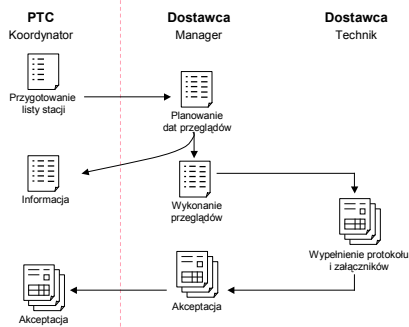 PTC
Koordynator
Dostawca
Manager
Dostawca
Technik
Przygotowanie
listy stacji
Planowanie
dat przeglądów
Informacja
Wykonanie
przeglądów
Wypełnienie protokołu
i załączników
Akceptacja
Akceptacja